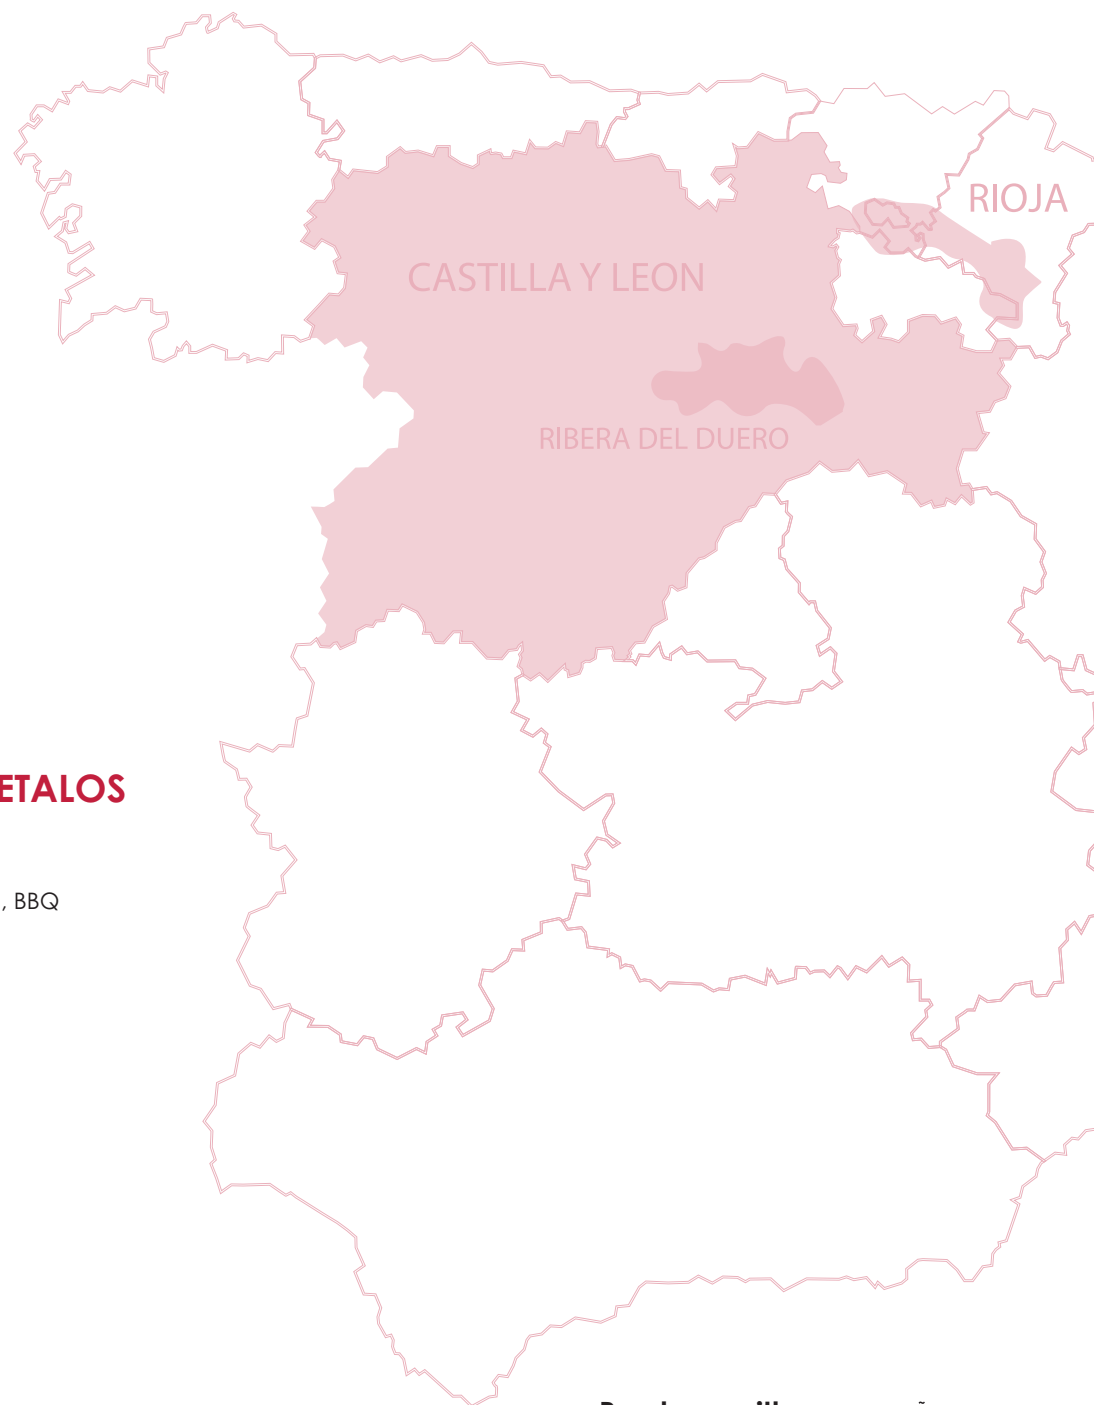 RIOJA
CASTILLA Y LEON
RIBERA DEL DUERO
ETALOS
, BBQ